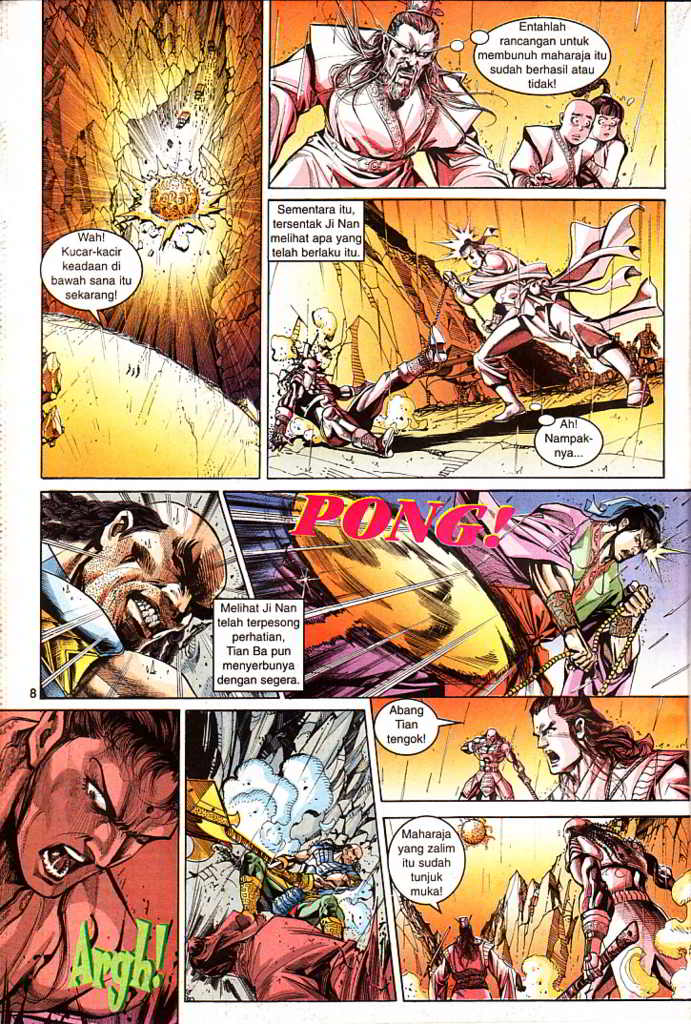 Wah!
Kucar-kacir
keadaan di
bawah sana itu
sekarang!
Entahlah
rancangan untuk
membunuh maharaja itu
sudah berhasil atau
tidak!
Sementara itu,
tersentak Ji Nan
melihat apa yang
telah berlaku itu.
Ah!
Nampak-
nya...
PONG!
Melihat Ji Nan
telah terpesong
perhatian,
Tian Ba pun
menyerbunya
dengan segera.
8
Argh!
Abang
Tian
tengok!
Maharaja
yang zalim
itu sudah
tunjuk
muka!